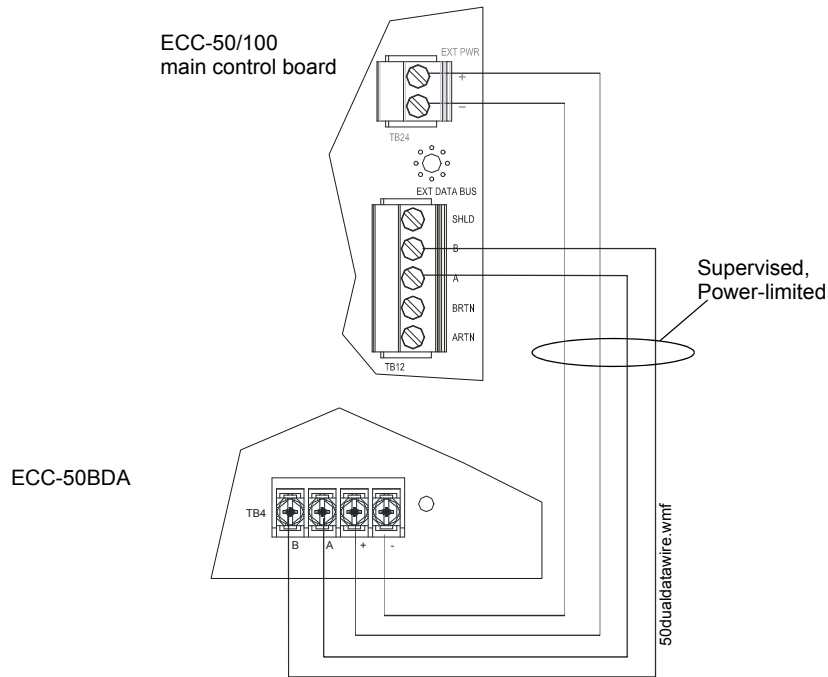 ECC-50/100
main control board
EXT PWR
+
–
TB24
EXT DATA BUS
SHLD
B
A
BRTN
ARTN
TB12
Supervised,
Power-limited
ECC-50BDA
TB4
B A + -
50dualdatawire.wmf